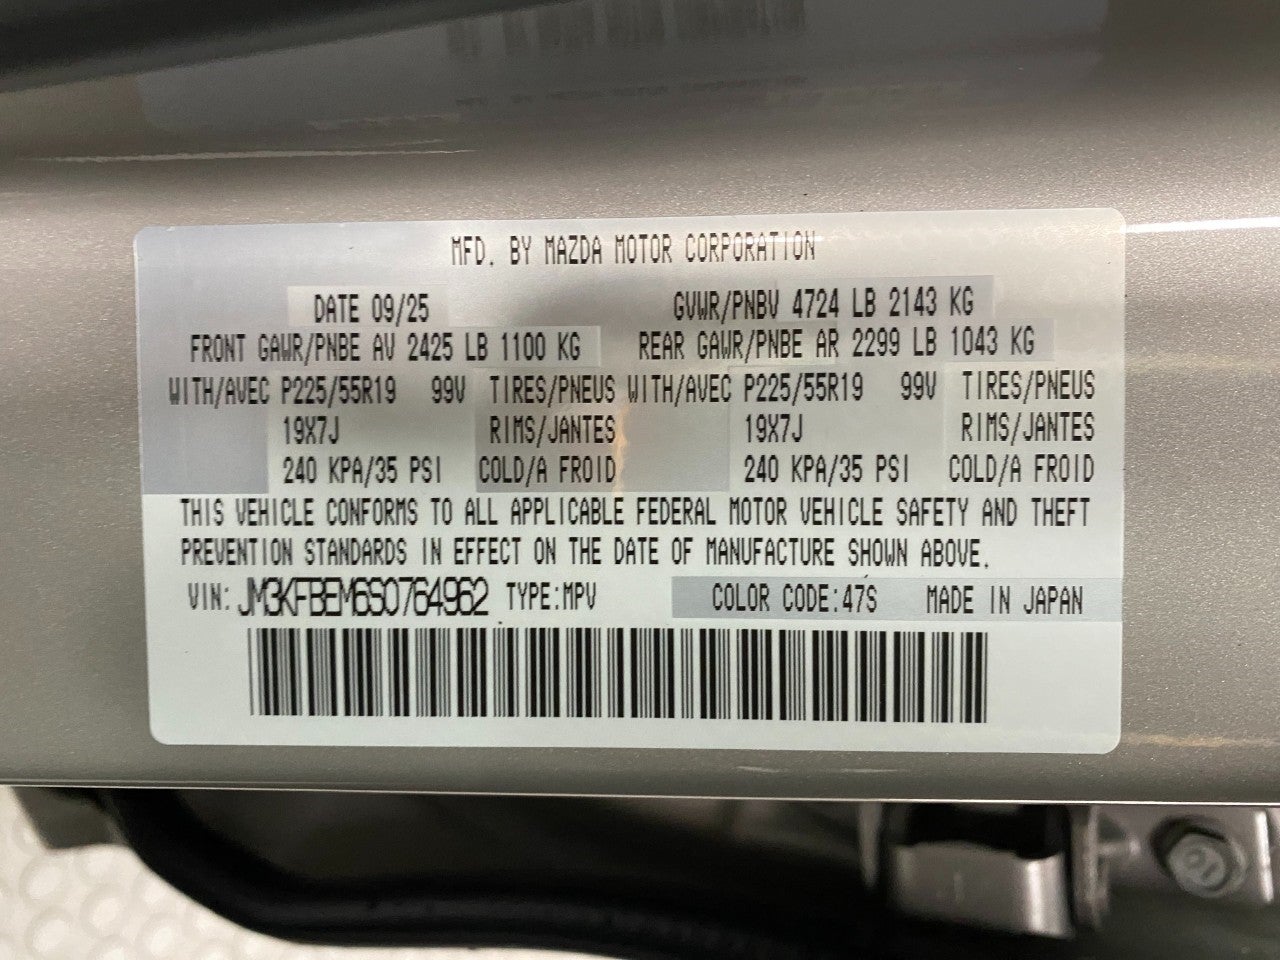 MFD. BY MAZDA MOTOR CORPORATION
DATE 09/25 GVWR/PNBV 4724 LB 2143 KG
FRONT GAWR/PNBE AV 2425 LB 1100 KG REAR GAWR/PNBE AR 2299 LB 1043 KG
WITH/AVEC P225/55R19 99V TIRES/PNEUS WITH/AVEC P225/55R19 99V TIRES/PNEUS
19X7J RIMS/JANTES 19X7J RIMS/JANTES
240 KPA/35 PSI COLD/A FROID 240 KPA/35 PSI COLD/A FROID
THIS VEHICLE CONFORMS TO ALL APPLICABLE FEDERAL MOTOR VEHICLE SAFETY AND THEFT
PREVENTION STANDARDS IN EFFECT ON THE DATE OF MANUFACTURE SHOWN ABOVE.
VIN: JM3KFBEM6S0764962 TYPE:MPV COLOR CODE:47S MADE IN JAPAN